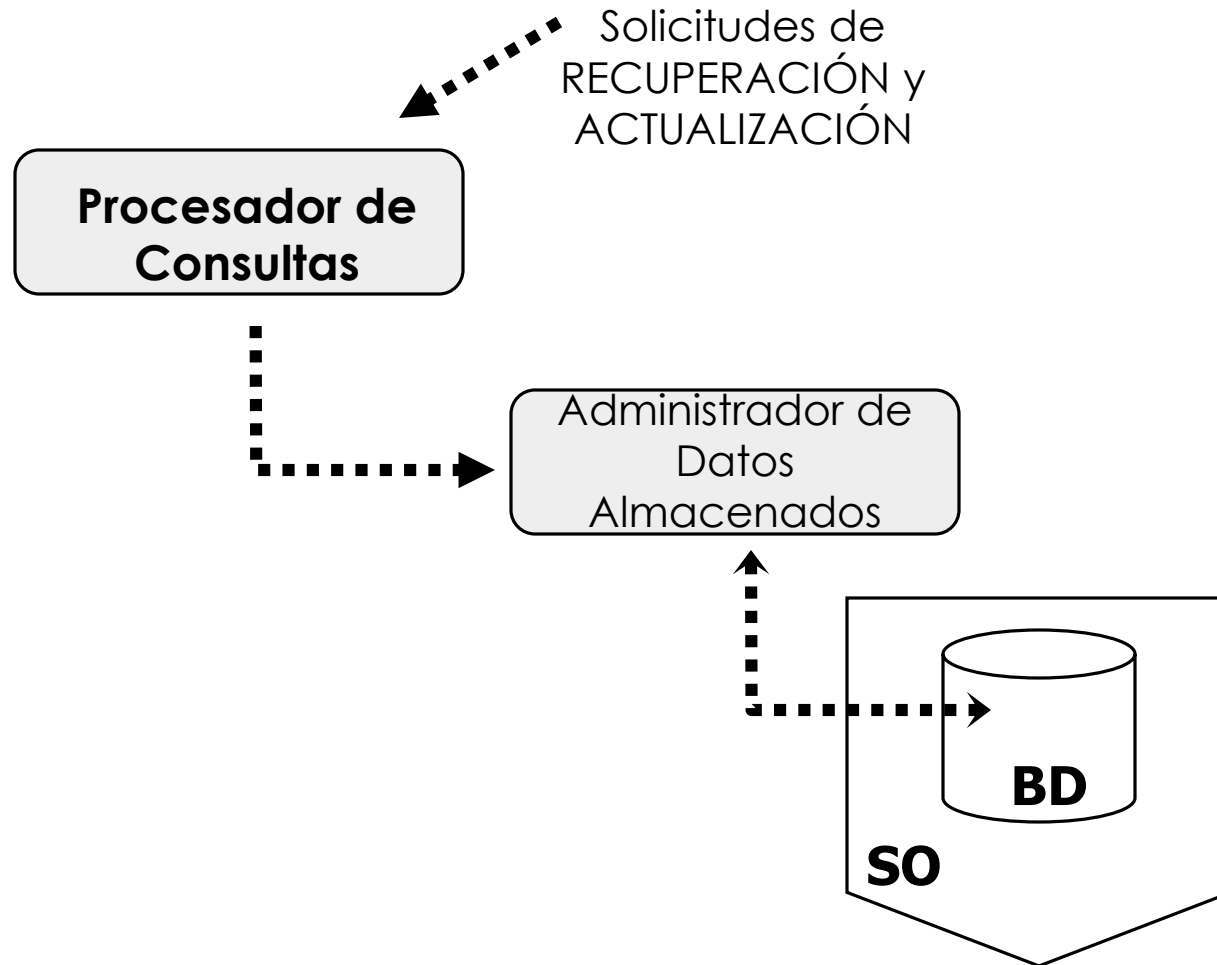 Solicitudes de
RECUPERACIÓN y
ACTUALIZACIÓN
Procesador de
Consultas
Administrador de
Datos
Almacenados
BD
SO